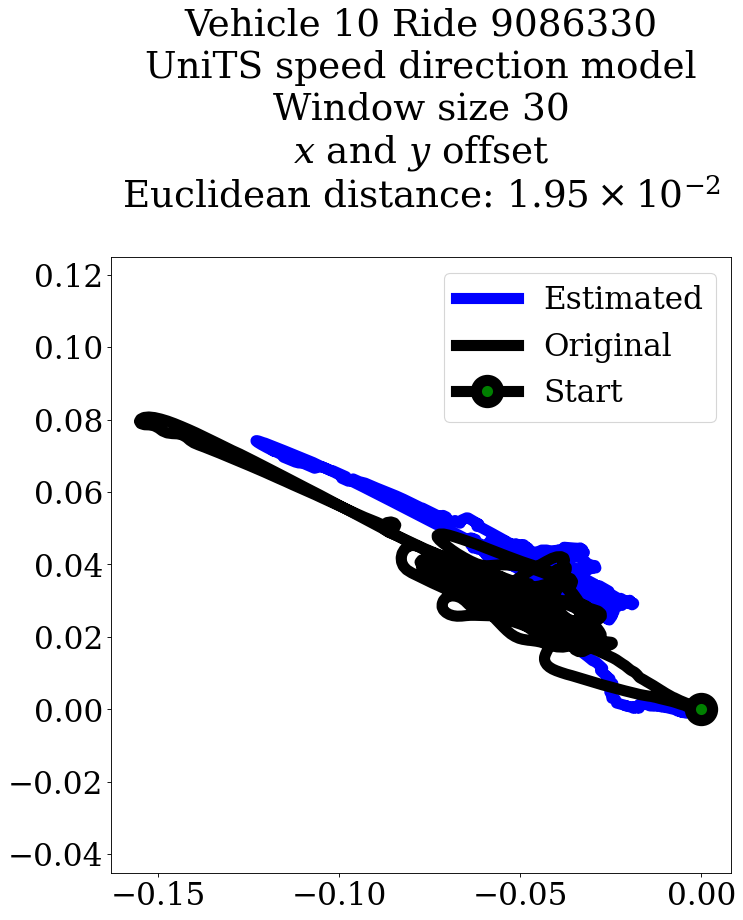 Vehicle 10 Ride 9086330
UniTS speed direction model
Window size 30
x and y offset
Euclidean distance: 1.95 × 10⁻²
Estimated
Original
Start
0.12
0.10
0.08
0.06
0.04
0.02
0.00
−0.02
−0.04
−0.15 −0.10 −0.05 0.00